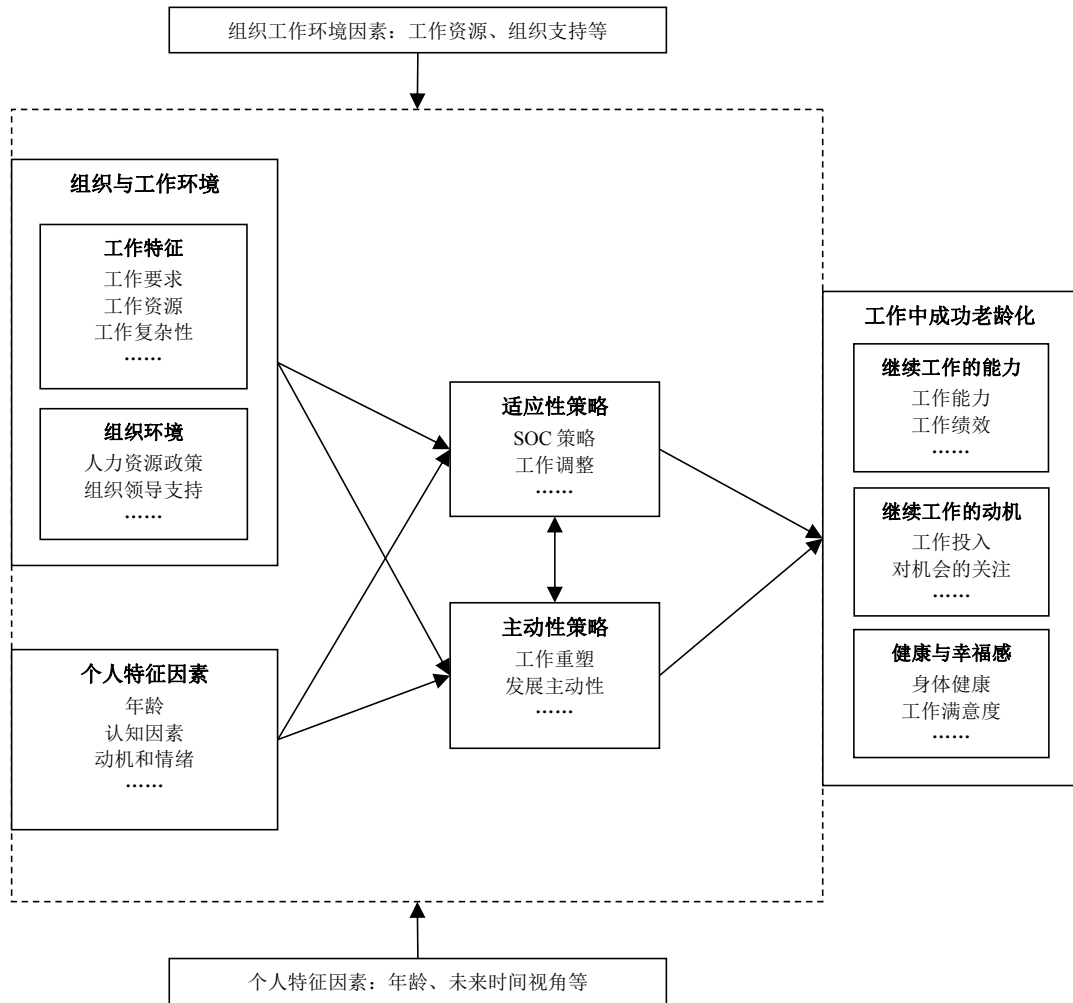 组织工作环境因素：工作资源、组织支持等
组织与工作环境
工作特征
工作要求
工作资源
工作复杂性
……
组织环境
人力资源政策
组织领导支持
……
个人特征因素
年龄
认知因素
动机和情绪
……
适应性策略
SOC 策略
工作调整
……
主动性策略
工作重塑
发展主动性
……
工作中成功老龄化
继续工作的能力
工作能力
工作绩效
……
继续工作的动机
工作投入
对机会的关注
……
健康与幸福感
身体健康
工作满意度
……
个人特征因素：年龄、未来时间视角等